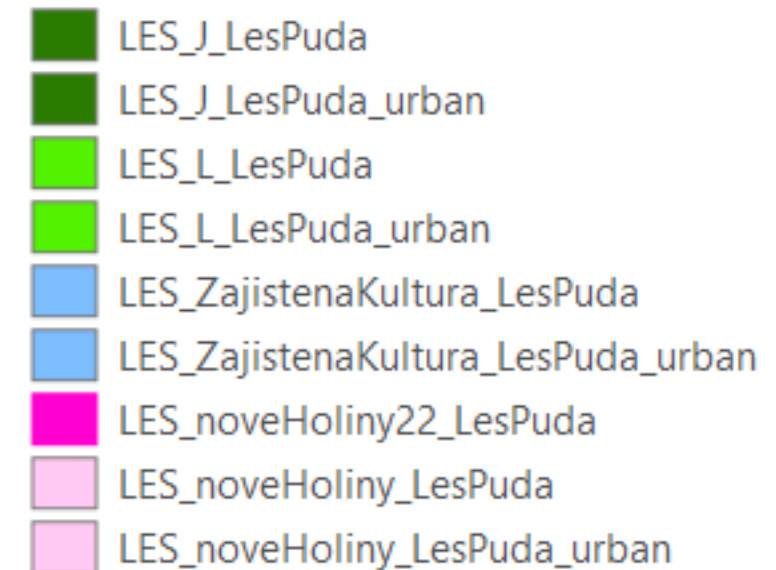 LES_J_LesPuda
LES_J_LesPuda_urban
LES_L_LesPuda
LES_L_LesPuda_urban
LES_ZajistenaKultura_LesPuda
LES_ZajistenaKultura_LesPuda_urban
LES_noveHoliny22_LesPuda
LES_noveHoliny_LesPuda
LES_noveHoliny_LesPuda_urban